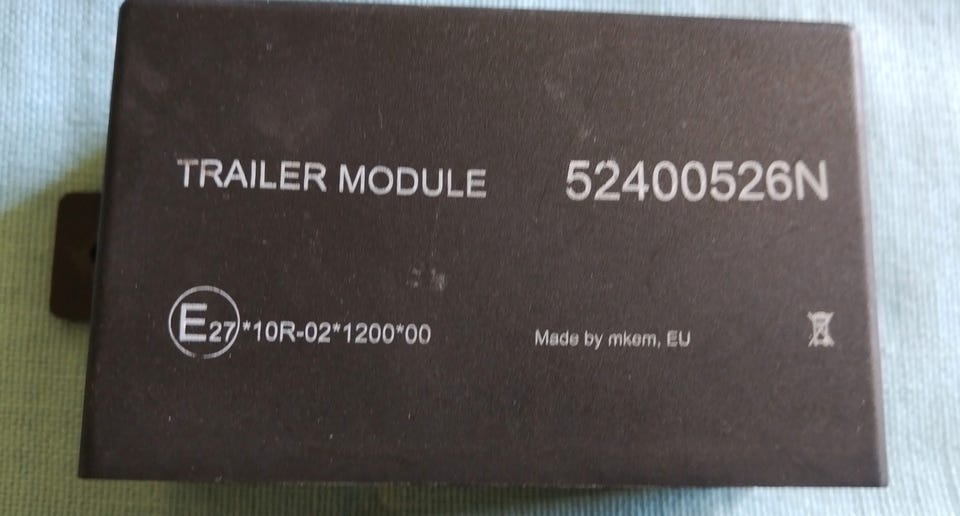 TRAILER MODULE 52400526N
E27*10R-02*1200*00 Made by mkem, EU